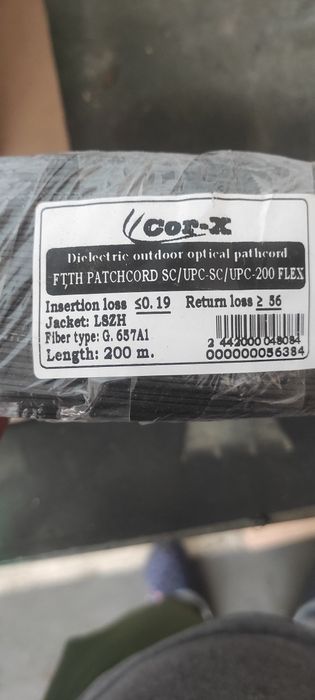 Cor-X
Dielectric outdoor optical pathcord
FTTH PATCHCORD SC/UPC-SC/UPC-200 FLEX
Insertion loss ≤0.19 Return loss ≥ 56
Jacket: LSZH
Fiber type: G.657A1
Length: 200 m.
2 442000 048084
000000056384